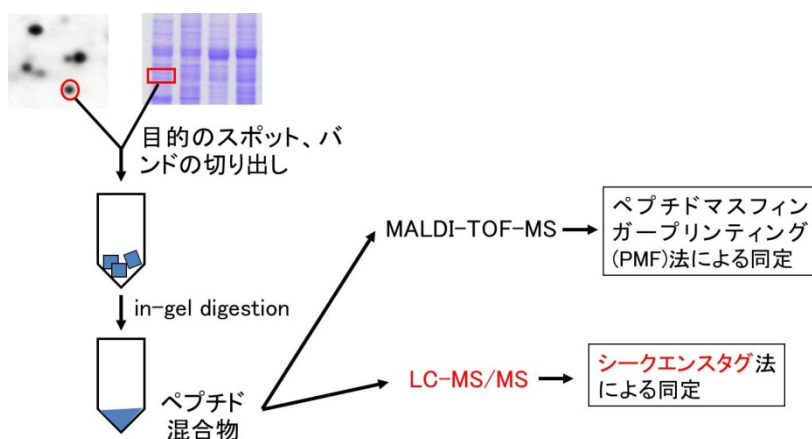 目的のスポット、バ
ンドの切り出し
in-gel digestion
ペプチド
混合物
MALDI-TOF-MS
ペプチドマスフィン
ガープリンティング
(PMF)法による同定
LC-MS/MS
シークエンスタグ法
による同定